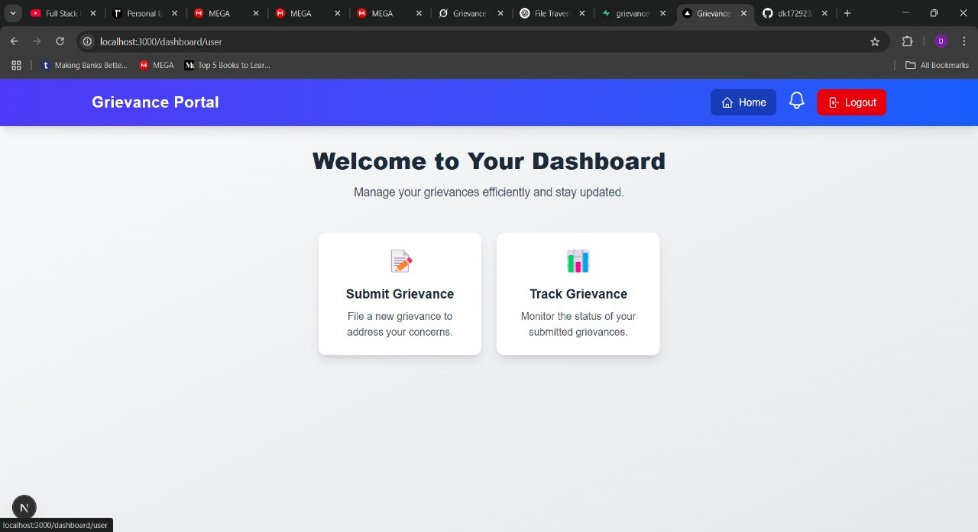 Full Stack
Personal E
MEGA
MEGA
MEGA
Grievance
File Traver
grievance
Grievance
dk172923
localhost:3000/dashboard/user
D
Making Banks Bette...
MEGA
Top 5 Books to Lear...
All Bookmarks
Grievance Portal
Home
Logout
Welcome to Your Dashboard
Manage your grievances efficiently and stay updated.
Submit Grievance
File a new grievance to
address your concerns.
Track Grievance
Monitor the status of your
submitted grievances.
N
localhost:3000/dashboard/user